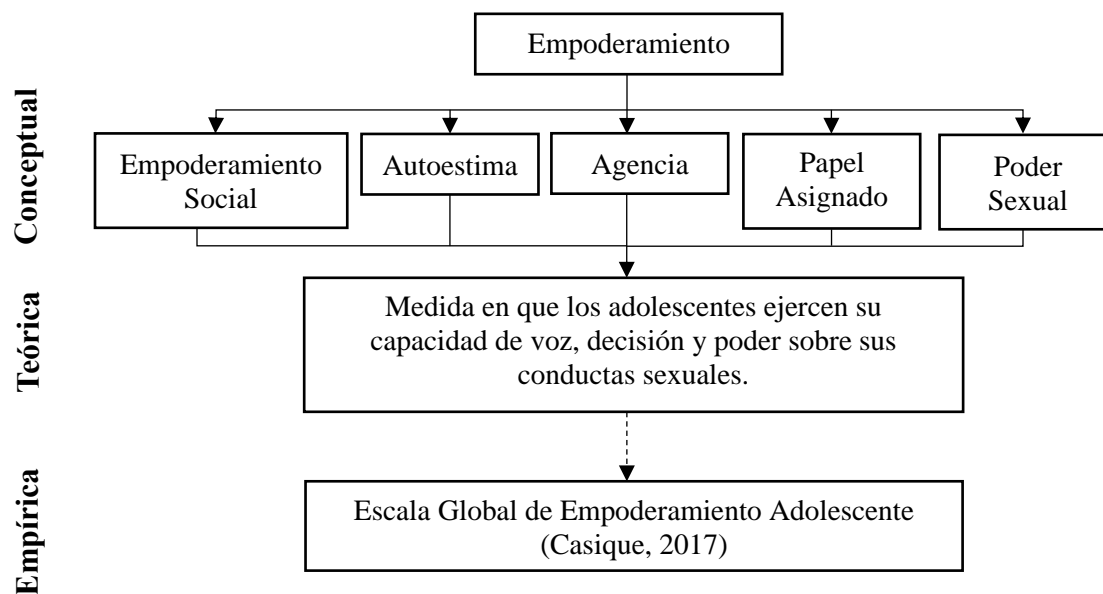 Empoderamiento
Conceptual
Empoderamiento
Social
Autoestima
Agencia
Papel
Asignado
Poder
Sexual
Teórica
Medida en que los adolescentes ejercen su
capacidad de voz, decisión y poder sobre sus
conductas sexuales.
Empírica
Escala Global de Empoderamiento Adolescente
(Casique, 2017)